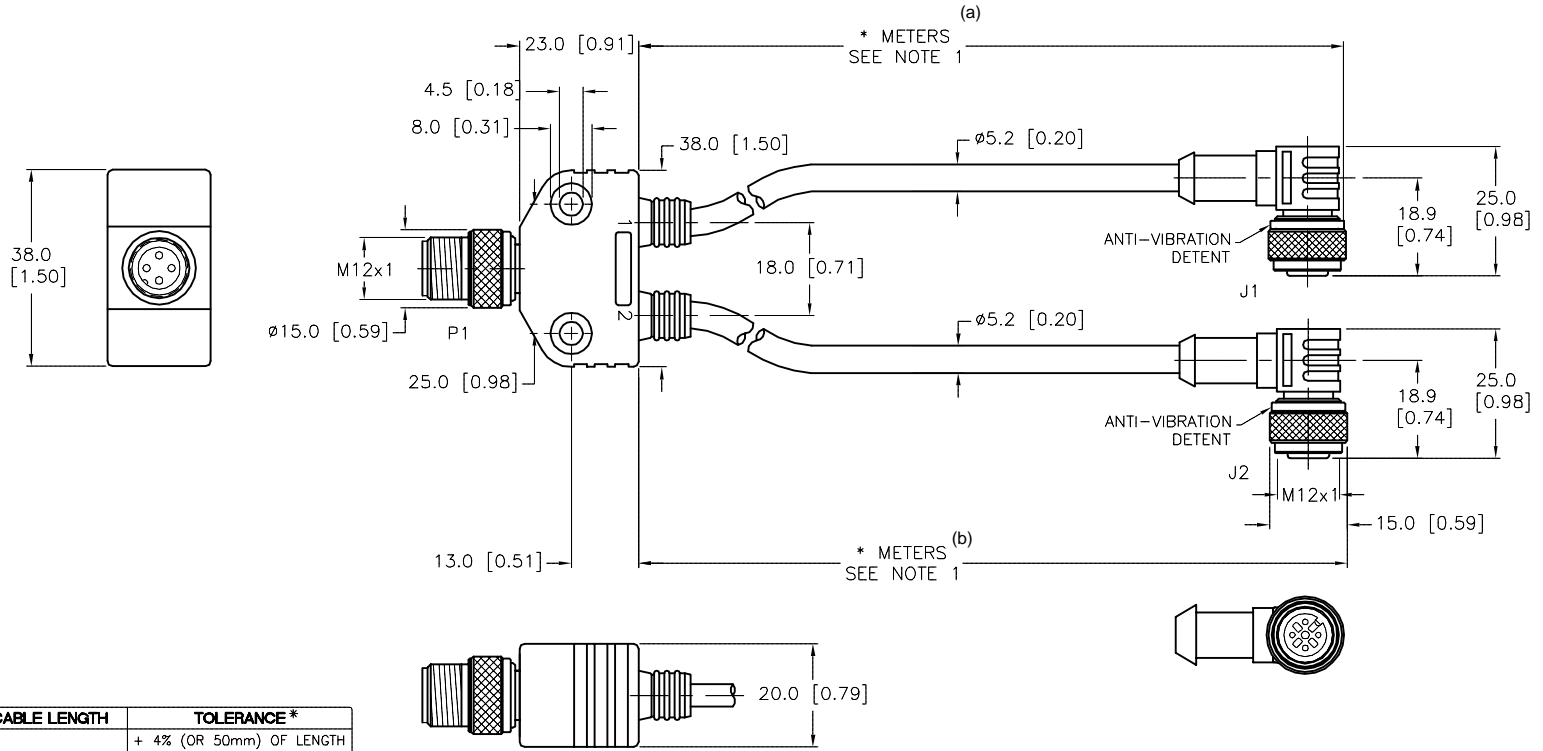 (a)
* METERS
SEE NOTE 1
23.0 [0.91]
4.5 [0.18]
8.0 [0.31]
38.0 [1.50]
ø5.2 [0.20]
25.0
[0.98]
18.9
[0.74]
ANTI-VIBRATION
DETENT
J1
38.0
[1.50]
M12x1
1
18.0 [0.71]
2
ø15.0 [0.59]
P1
ø5.2 [0.20]
25.0 [0.98]
25.0
[0.98]
18.9
[0.74]
ANTI-VIBRATION
DETENT
J2
M12x1
15.0 [0.59]
13.0 [0.51]
* METERS (b)
SEE NOTE 1
20.0 [0.79]
CABLE LENGTH TOLERANCE *
+ 4% (OR 50mm) OF LENGTH